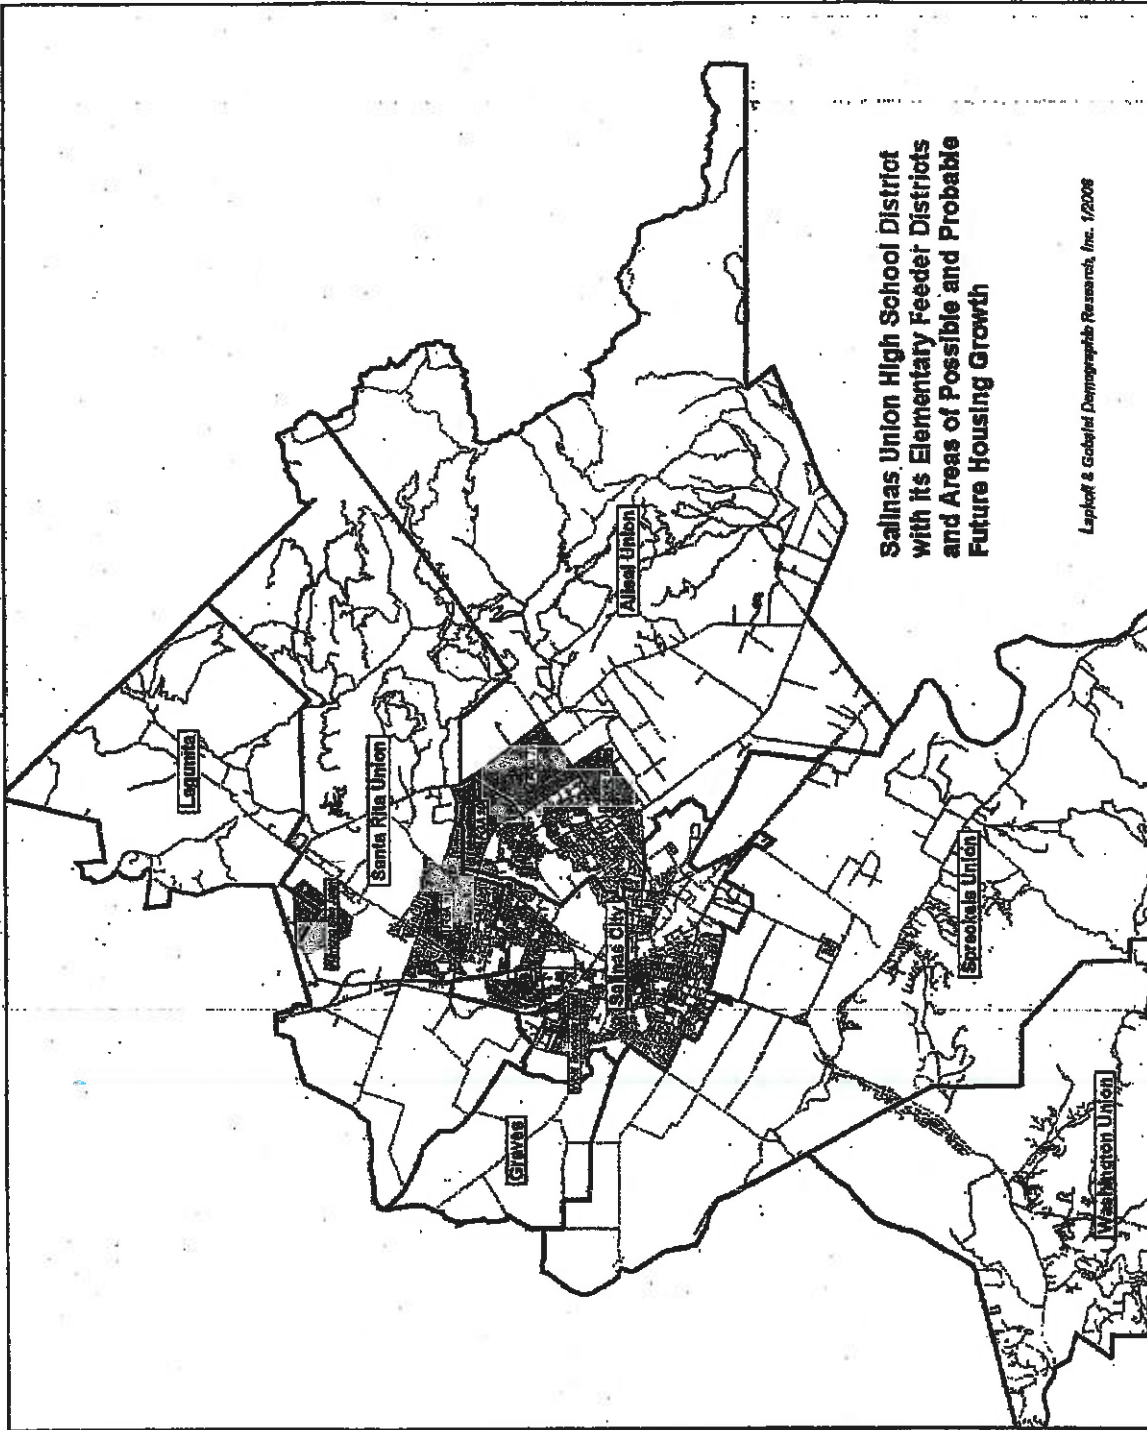 Salinas Union High School District
with its Elementary Feeder Districts
and Areas of Possible and Probable
Future Housing Growth
Lapkoff & Gobalet Demographic Research, Inc. 1/2006
Lagunita
Santa Rita Union
Alisal Union
Salinas City
Graves
Spreckels Union
Washington Union